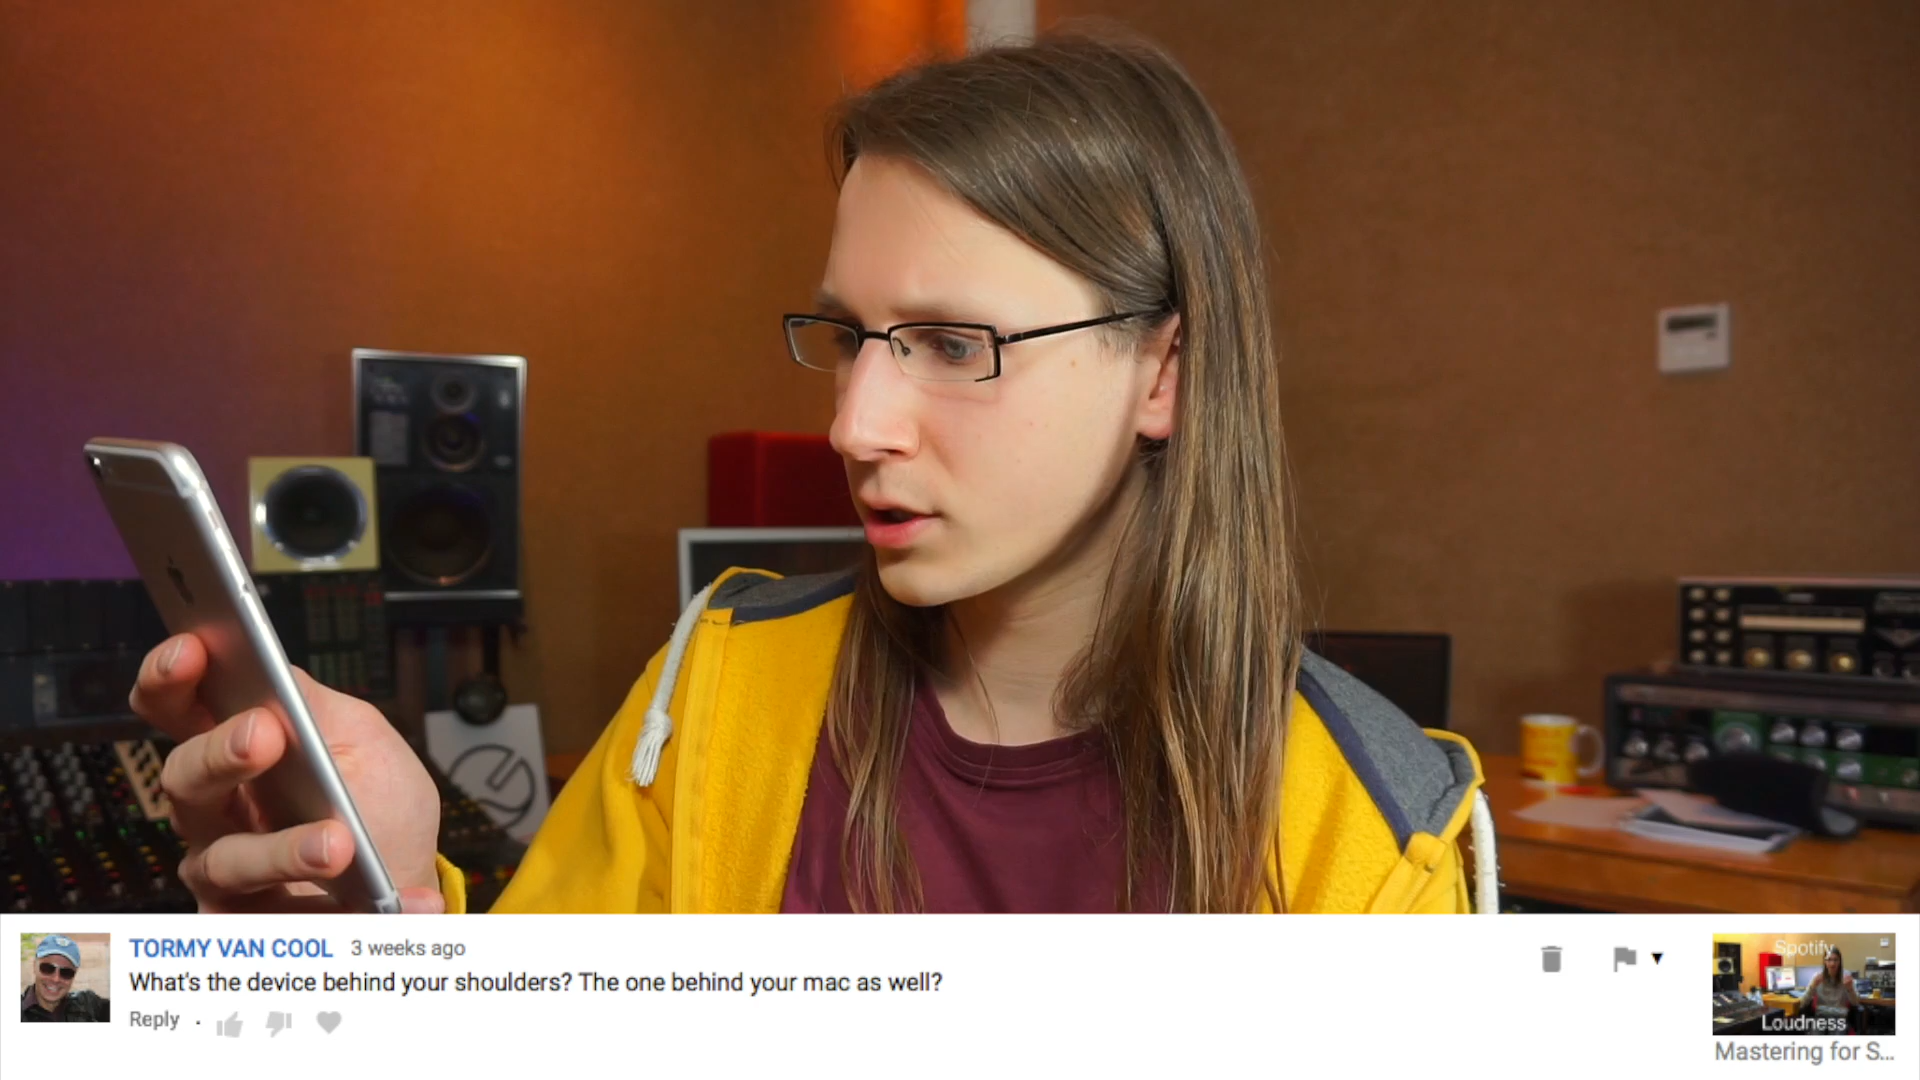 TORMY VAN COOL 3 weeks ago
What's the device behind your shoulders? The one behind your mac as well?
Reply
Spotify
Loudness
Mastering for S...